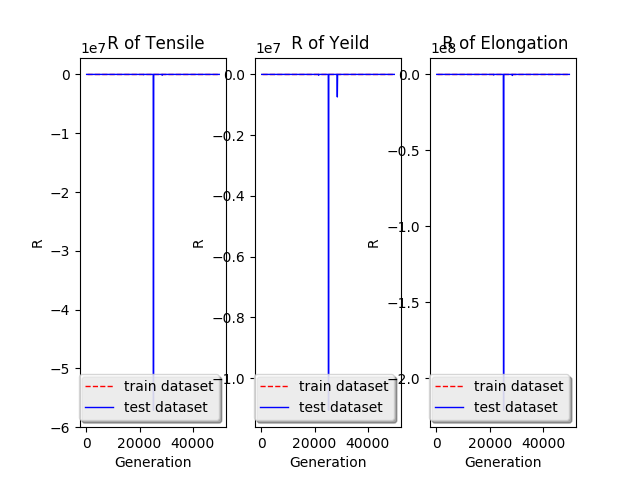 R of Tensile
1e7
0
−1
−2
−3
−4
−5
−6
R
0
20000
40000
Generation
train dataset
test dataset
R of Yeild
1e7
0.0
−0.2
−0.4
−0.6
−0.8
−1.0
R
0
20000
40000
Generation
train dataset
test dataset
R of Elongation
1e8
0.0
−0.5
−1.0
−1.5
−2.0
R
0
20000
40000
Generation
train dataset
test dataset